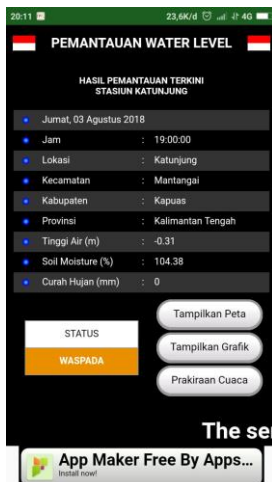 20:11 23,6K/d 4G
PEMANTAUAN WATER LEVEL
HASIL PEMANTAUAN TERKINI
STASIUN KATUNJUNG
Jumat, 03 Agustus 2018
Jam : 19:00:00
Lokasi : Katunjung
Kecamatan : Mantangai
Kabupaten : Kapuas
Provinsi : Kalimantan Tengah
Tinggi Air (m) : -0.31
Soil Moisture (%) : 104.38
Curah Hujan (mm) : 0
Tampilkan Peta
STATUS
Tampilkan Grafik
WASPADA
Prakiraan Cuaca
The se
App Maker Free By Apps...
Install now!